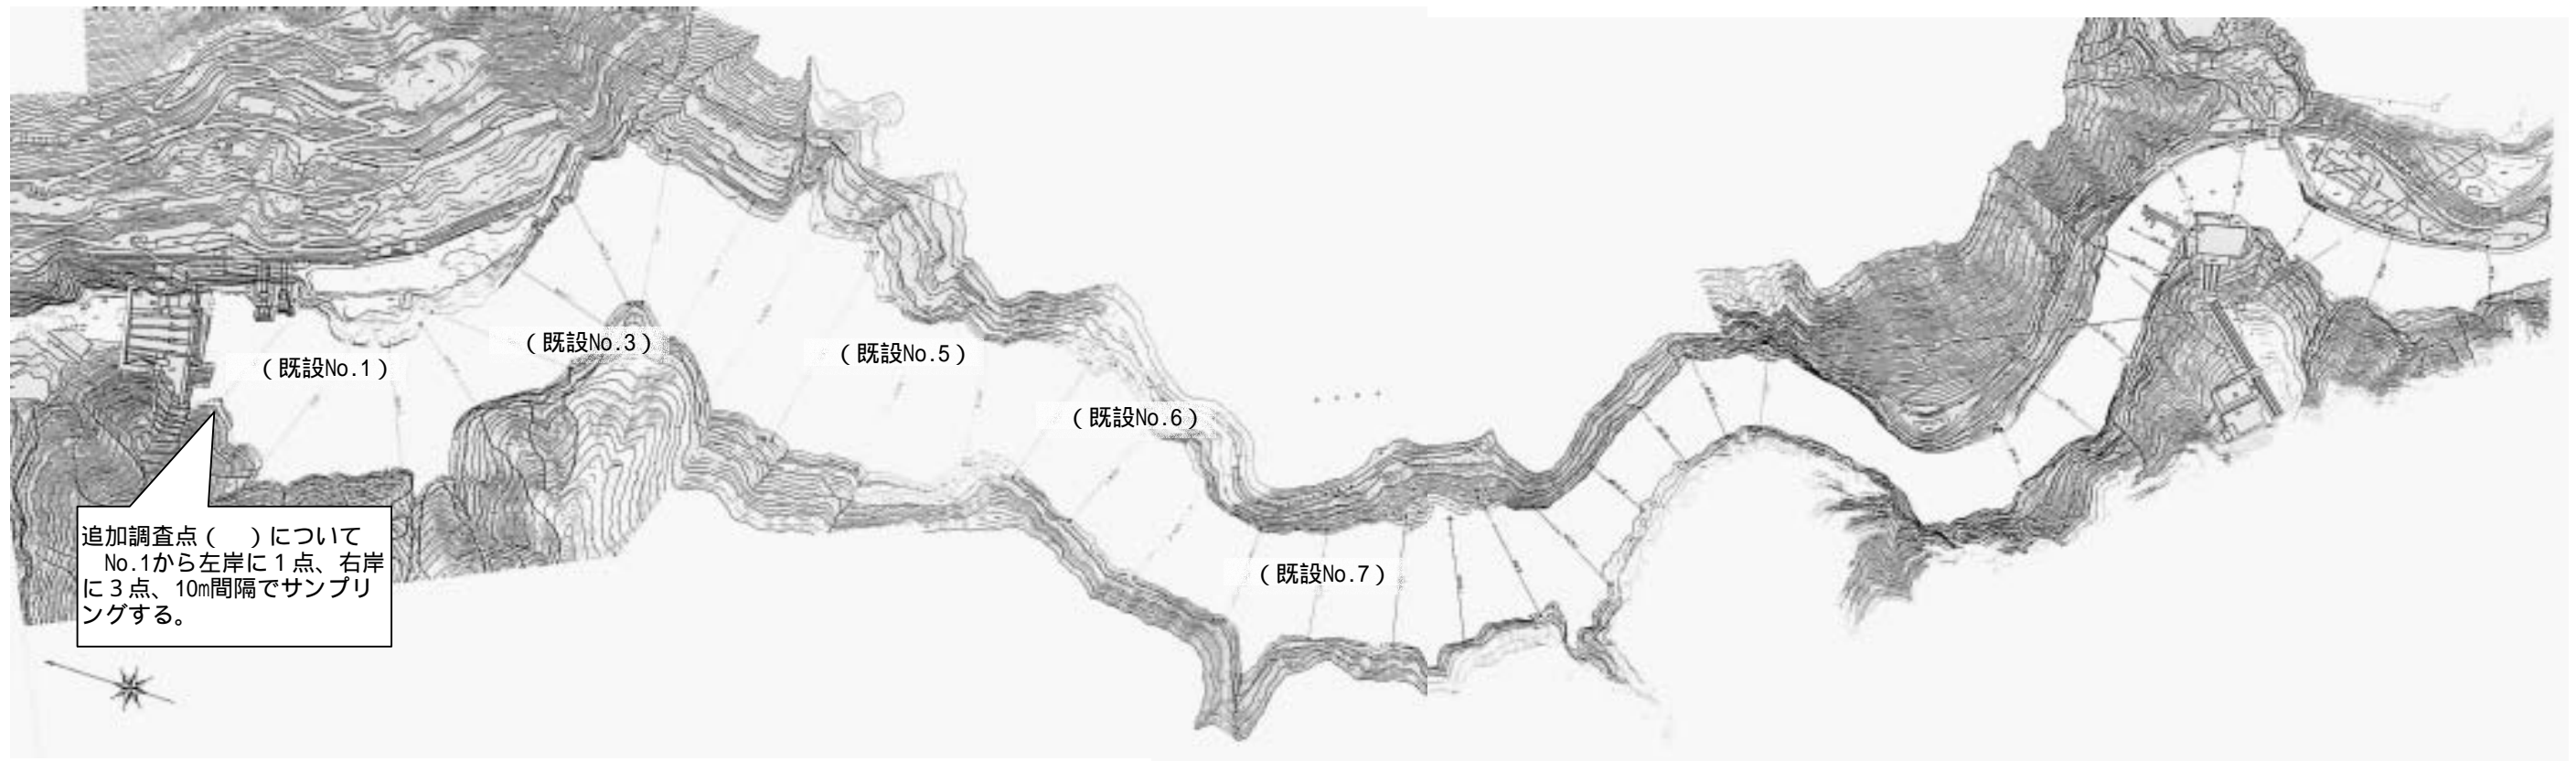 （既設No.1）
（既設No.3）
（既設No.5）
（既設No.6）
（既設No.7）
追加調査点（　）について
　No.1から左岸に１点、右岸
に３点、10m間隔でサンプリ
ングする。